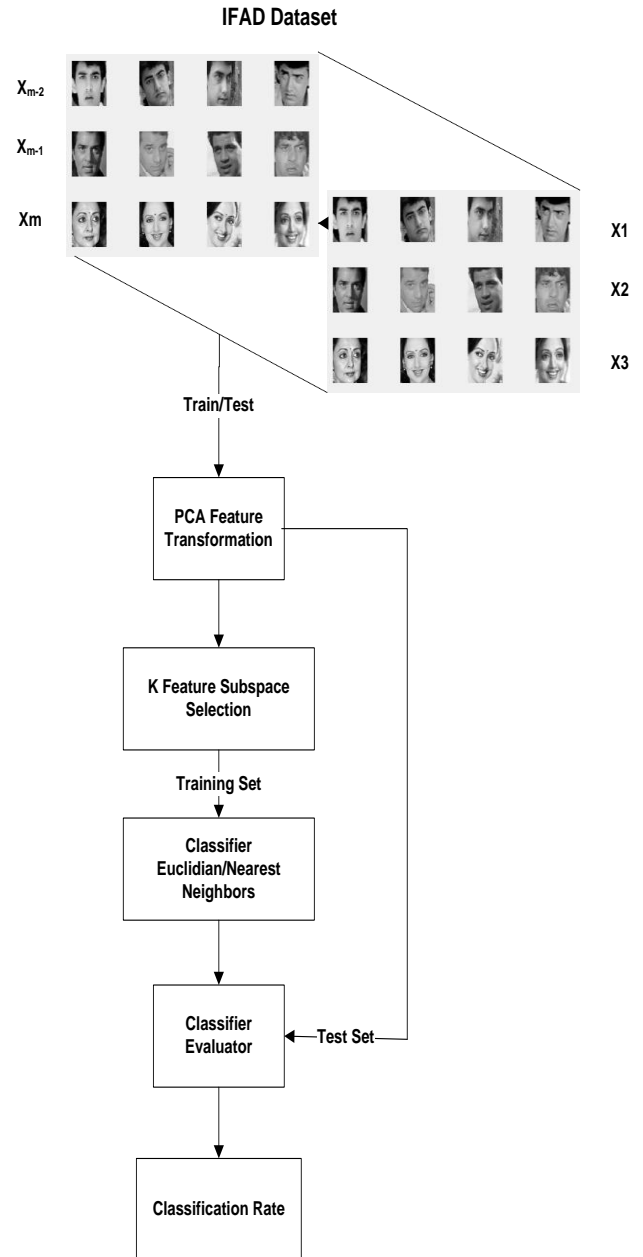 IFAD Dataset
Xm-2
Xm-1
Xm
X1
X2
X3
Train/Test
PCA Feature
Transformation
K Feature Subspace
Selection
Training Set
Classifier
Euclidian/Nearest
Neighbors
Classifier
Evaluator
Test Set
Classification Rate